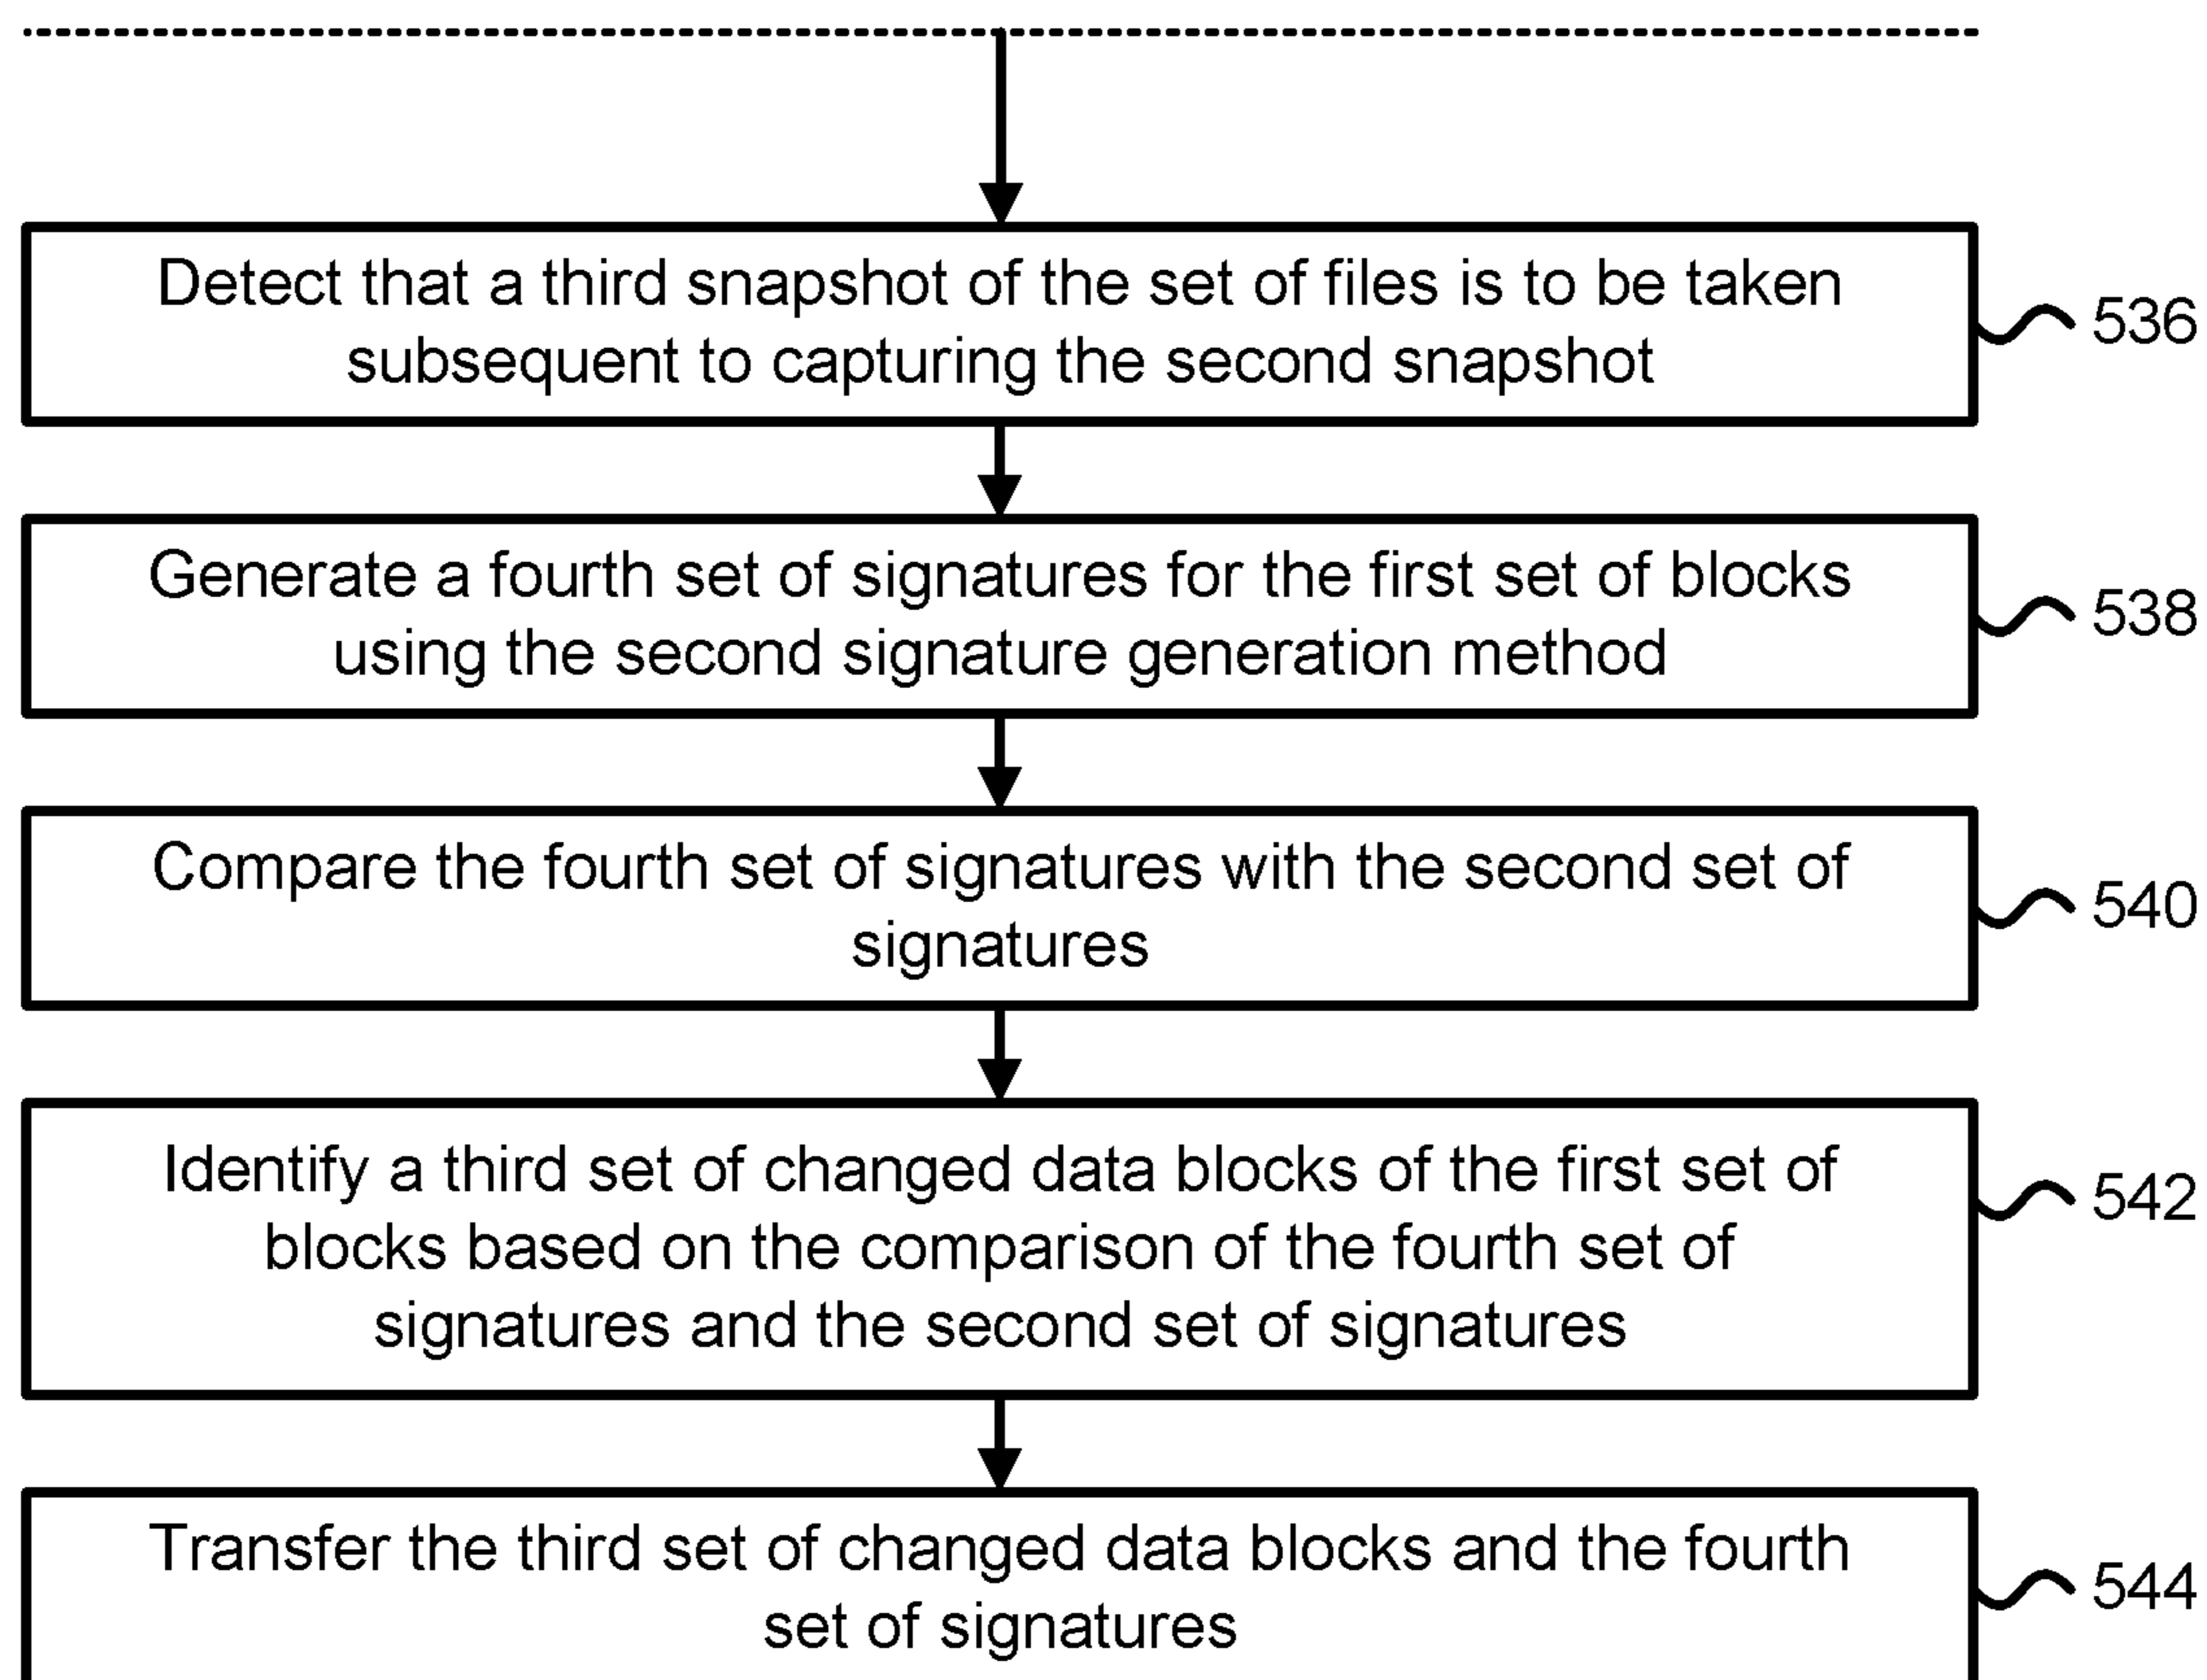 Detect that a third snapshot of the set of files is to be taken
subsequent to capturing the second snapshot
536
Generate a fourth set of signatures for the first set of blocks
using the second signature generation method
538
Compare the fourth set of signatures with the second set of
signatures
540
Identify a third set of changed data blocks of the first set of
blocks based on the comparison of the fourth set of
signatures and the second set of signatures
542
Transfer the third set of changed data blocks and the fourth
set of signatures
544